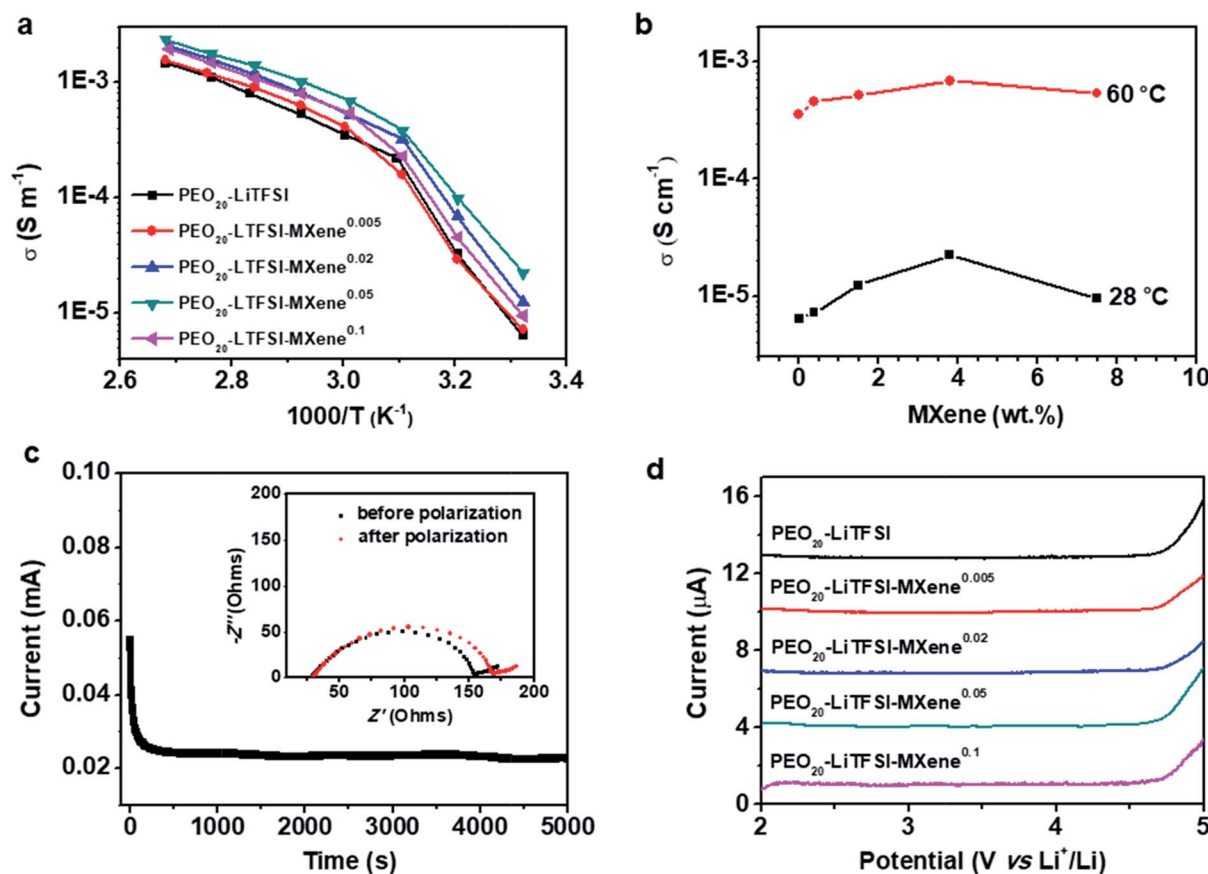 a
1E-3
1E-4
1E-5
σ (S m⁻¹)
PEO₂₀-LiTFSI
PEO₂₀-LTFSI-MXene⁰·⁰⁰⁵
PEO₂₀-LTFSI-MXene⁰·⁰²
PEO₂₀-LTFSI-MXene⁰·⁰⁵
PEO₂₀-LTFSI-MXene⁰·¹
2.6 2.8 3.0 3.2 3.4
1000/T (K⁻¹)
b
1E-3
1E-4
1E-5
σ (S cm⁻¹)
60 °C
28 °C
0 2 4 6 8 10
MXene (wt.%)
c
0.10
0.08
0.06
0.04
0.02
Current (mA)
200
150
100
50
0
-Z''(Ohms)
before polarization
after polarization
50 100 150 200
Z' (Ohms)
0 1000 2000 3000 4000 5000
Time (s)
d
16
12
8
4
0
Current (μA)
PEO₂₀-LiTFSI
PEO₂₀-LiTFSI-MXene⁰·⁰⁰⁵
PEO₂₀-LiTFSI-MXene⁰·⁰²
PEO₂₀-LiTFSI-MXene⁰·⁰⁵
PEO₂₀-LiTFSI-MXene⁰·¹
2 3 4 5
Potential (V vs Li⁺/Li)